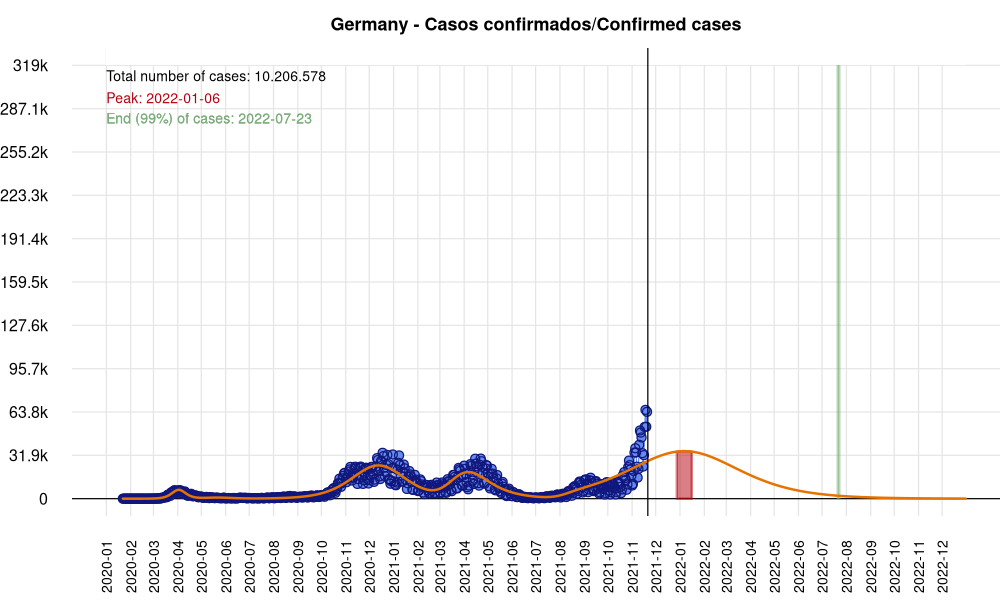 Germany - Casos confirmados/Confirmed cases
319k
Total number of cases: 10.206.578
Peak: 2022-01-06
287.1k
End (99%) of cases: 2022-07-23
255.2k
223.3k
191.4k
159.5k
127.6k
95.7k
63.8k
31.9k
0
2020-01
2020-02
2020-03
2020-04
2020-05
2020-06
2020-07
2020-08
2020-09
2020-10
2020-11
2020-12
2021-01
2021-02
2021-03
2021-04
2021-05
2021-06
2021-07
2021-08
2021-09
2021-10
2021-11
2021-12
2022-01
2022-02
2022-03
2022-04
2022-05
2022-06
2022-07
2022-08
2022-09
2022-10
2022-11
2022-12